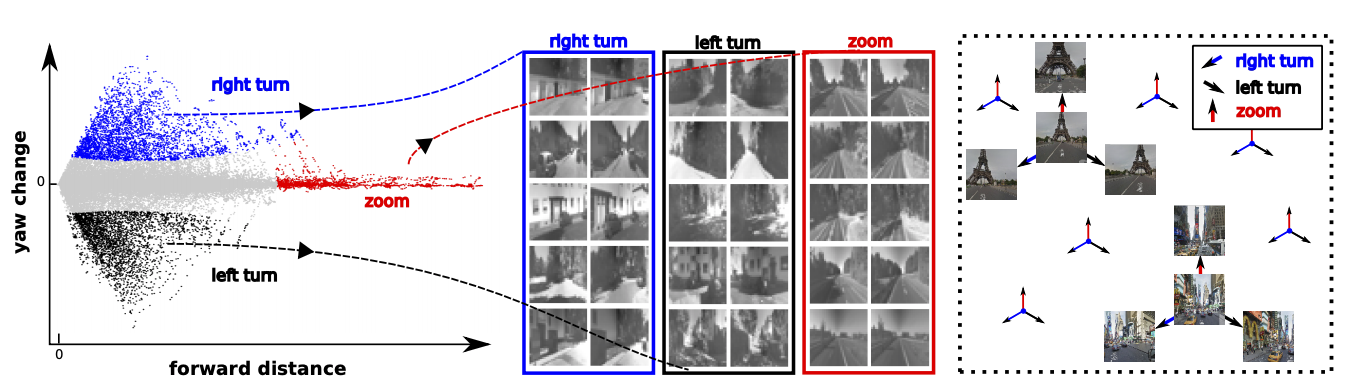 yaw change
0
0
forward distance
right turn
zoom
left turn
right turn
left turn
zoom
right turn
left turn
zoom